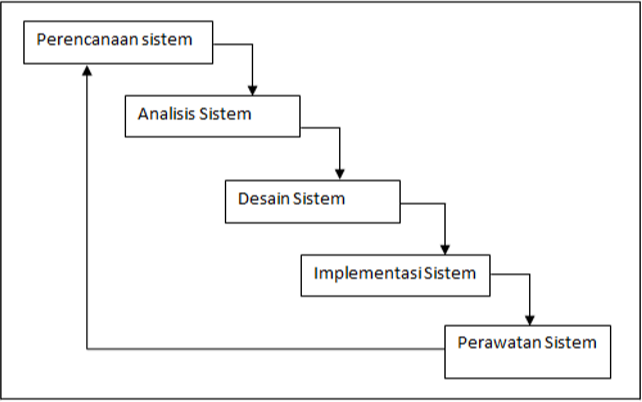 Perencanaan sistem
Analisis Sistem
Desain Sistem
Implementasi Sistem
Perawatan Sistem